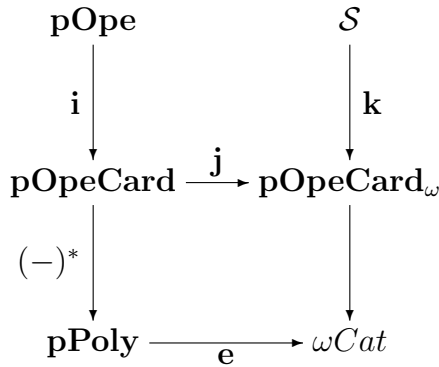 pOpe 𝒮
i k
j
pOpeCard pOpeCard_ω
(−)*
pPoly ωCat
e